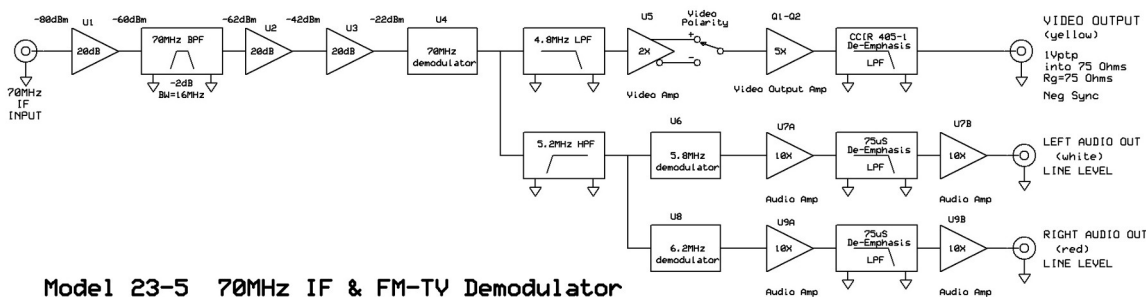 -80dBm
U1
-60dBm
-62dBm
U2
-42dBm
U3
-22dBm
U4
U5
Video
Polarity
Q1-Q2
VIDEO OUTPUT
(yellow)
20dB
70MHz BPF
20dB
20dB
70MHz
demodulator
4.8MHz LPF
2X
+
-
5X
CCIR 405-1
De-Emphasis
LPF
1Vptp
into 75 Ohms
Rg=75 Ohms
Neg Sync
70MHz
IF
INPUT
-2dB
BW=16MHz
Video Amp
Video Output Amp
U6
U7A
U7B
5.2MHz HPF
5.8MHz
demodulator
10X
75uS
De-Emphasis
LPF
10X
LEFT AUDIO OUT
(white)
LINE LEVEL
Audio Amp
Audio Amp
U8
U9A
U9B
6.2MHz
demodulator
10X
75uS
De-Emphasis
LPF
10X
RIGHT AUDIO OUT
(red)
LINE LEVEL
Audio Amp
Audio Amp
Model 23-5 70MHz IF & FM-TV Demodulator